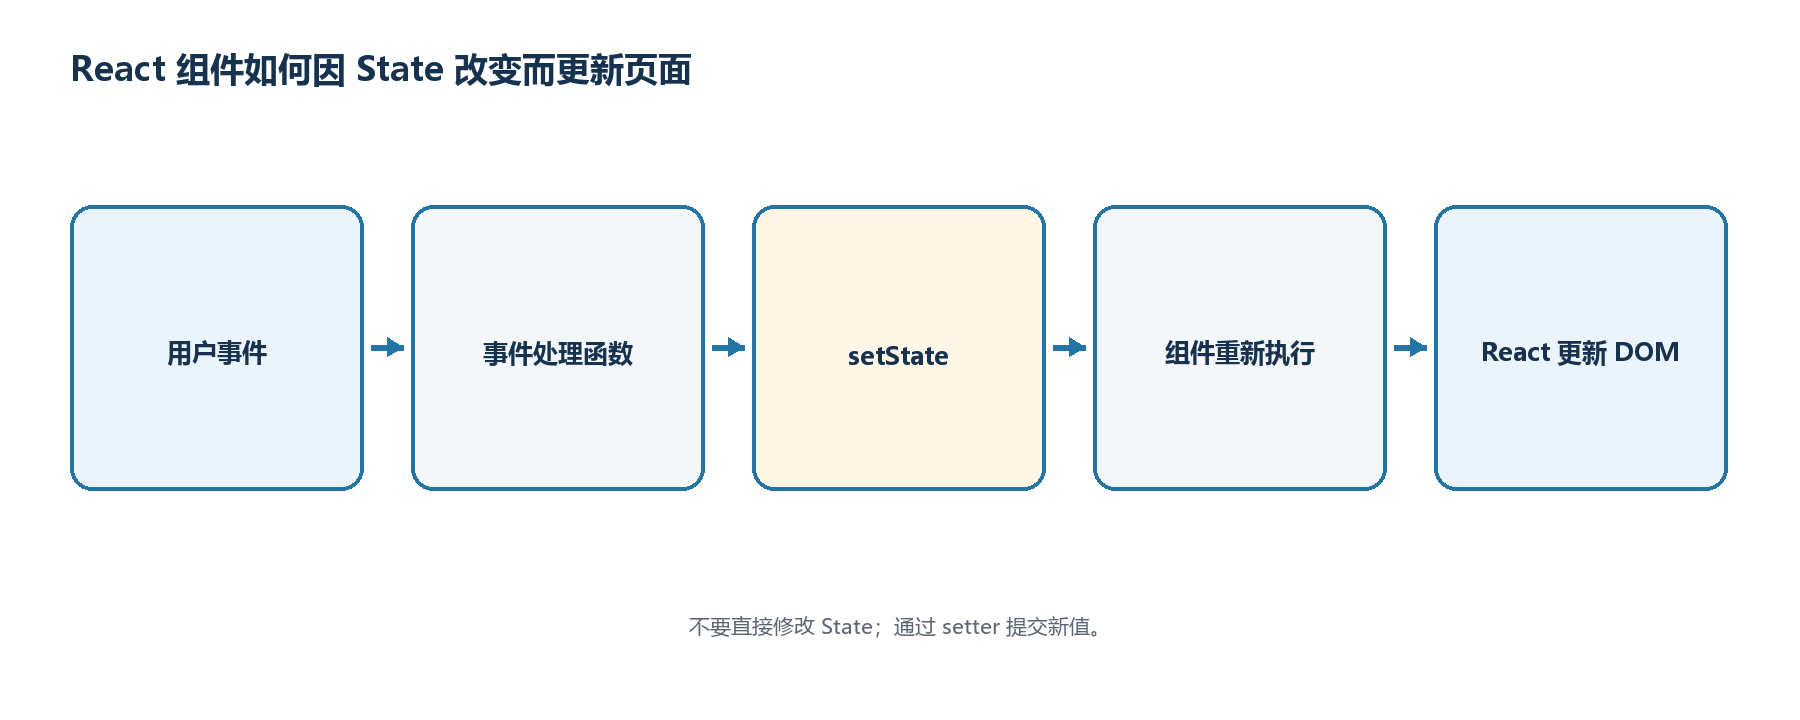 React 组件如何因 State 改变而更新页面
用户事件
事件处理函数
setState
组件重新执行
React 更新 DOM
不要直接修改 State；通过 setter 提交新值。